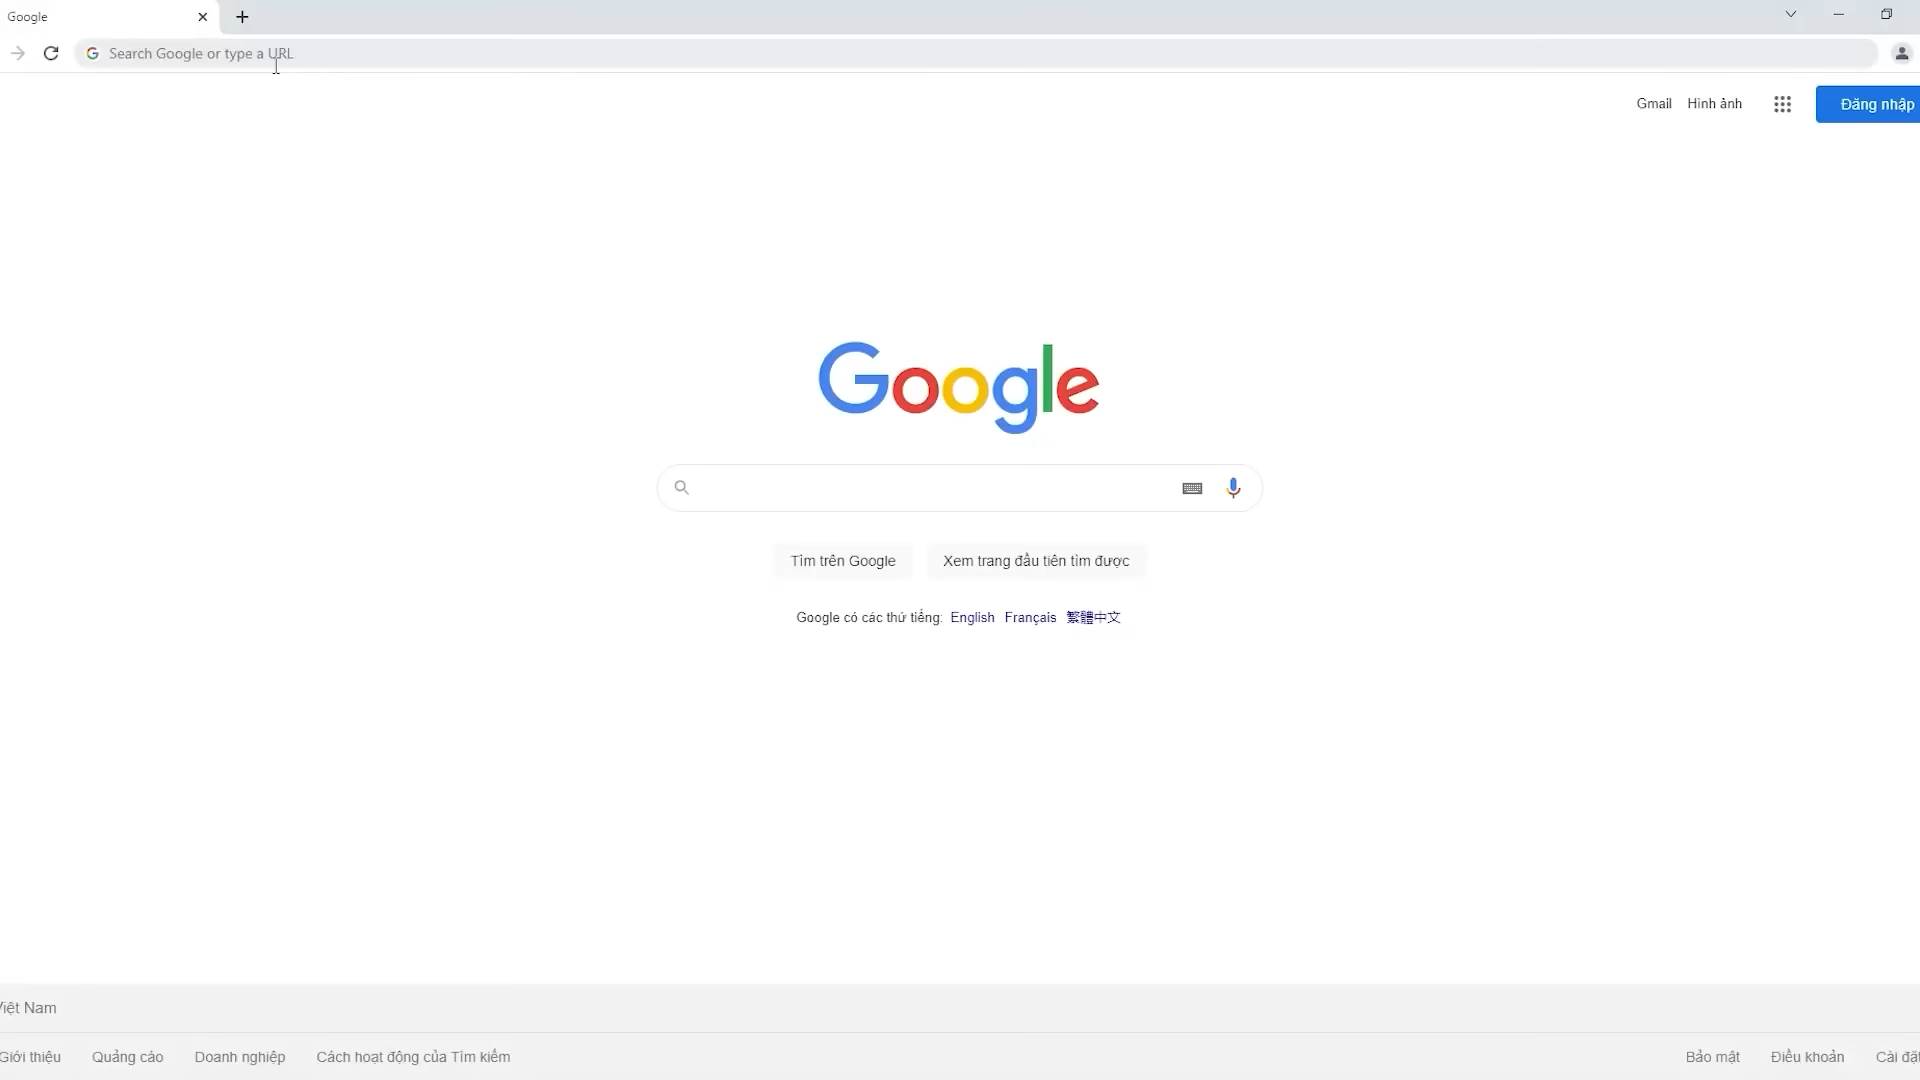 Google
Search Google or type a URL
Gmail Hình ảnh
Đăng nhập
Google
Tìm trên Google Xem trang đầu tiên tìm được
Google có các thứ tiếng: English Français 繁體中文
Việt Nam
Giới thiệu Quảng cáo Doanh nghiệp Cách hoạt động của Tìm kiếm
Bảo mật Điều khoản Cài đặt